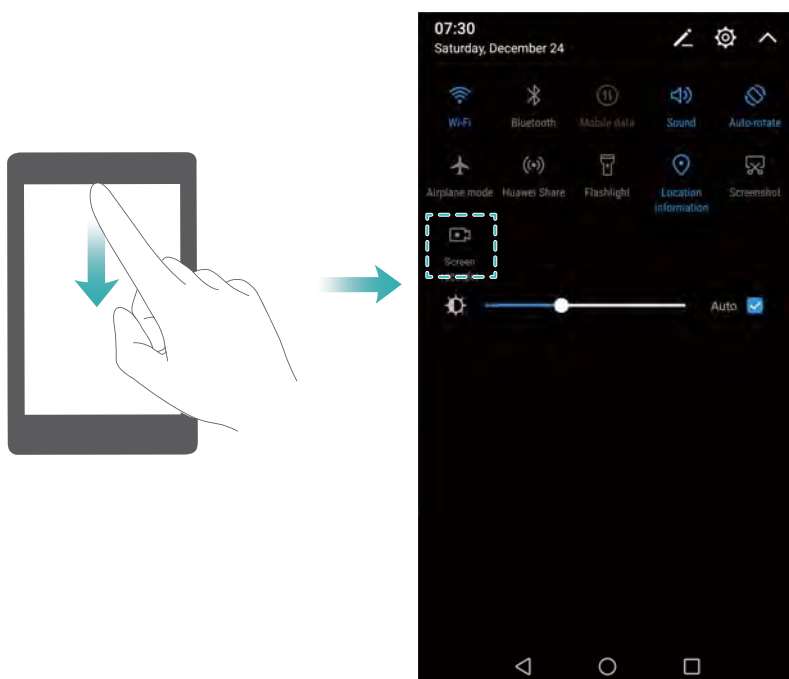 07:30
Saturday, December 24
Wi-Fi Bluetooth Mobile data Sound Auto-rotate
Airplane mode Huawei Share Flashlight Location Screenshot
information
Screen
Auto